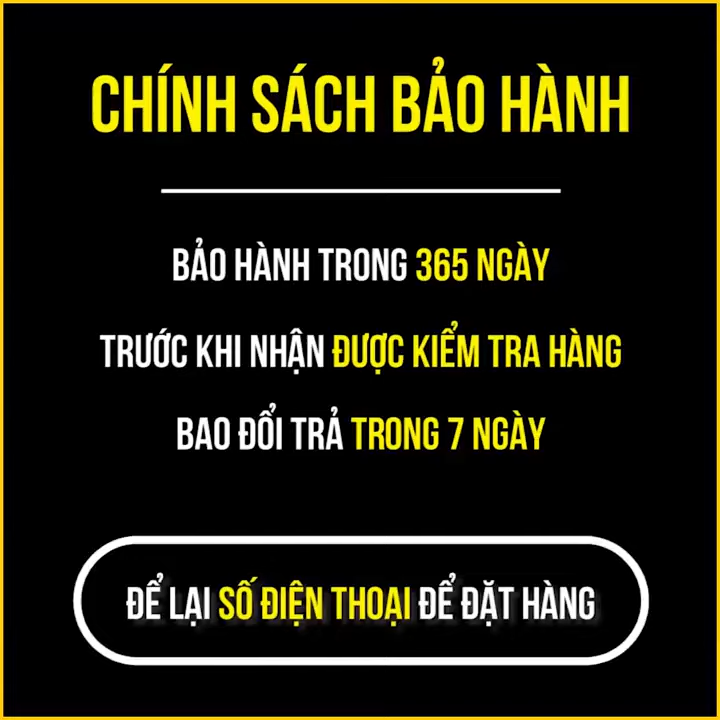 CHÍNH SÁCH BẢO HÀNH
BẢO HÀNH TRONG 365 NGÀY
TRƯỚC KHI NHẬN ĐƯỢC KIỂM TRA HÀNG
BAO ĐỔI TRẢ TRONG 7 NGÀY
ĐỂ LẠI SỐ ĐIỆN THOẠI ĐỂ ĐẶT HÀNG